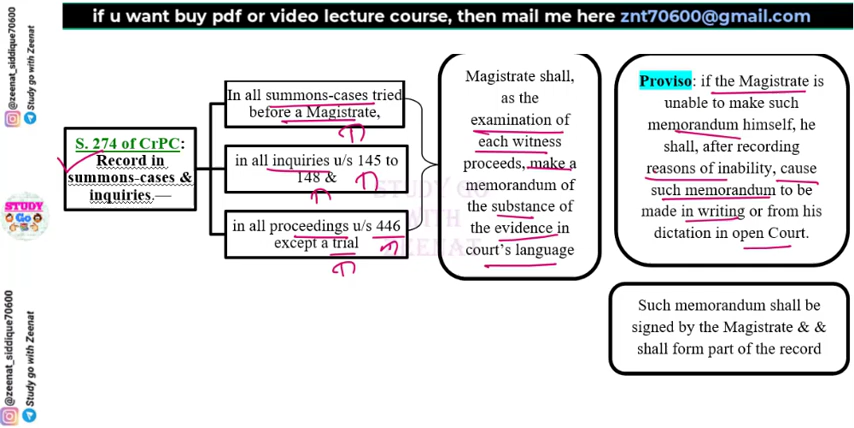 if u want buy pdf or video lecture course, then mail me here znt70600@gmail.com
@zeenat_siddique70600
Study go with Zeenat
STUDY
Go
@zeenat_siddique70600
Study go with Zeenat
S. 274 of CrPC:
Record in
summons-cases &
inquiries.—
In all summons-cases tried
before a Magistrate,
in all inquiries u/s 145 to
148 &
in all proceedings u/s 446
except a trial
Magistrate shall,
as the
examination of
each witness
proceeds, make a
memorandum of
the substance of
the evidence in
court's language
STUDY GO
WITH
ZEENAT
Proviso: if the Magistrate is
unable to make such
memorandum himself, he
shall, after recording
reasons of inability, cause
such memorandum to be
made in writing or from his
dictation in open Court.
Such memorandum shall be
signed by the Magistrate & &
shall form part of the record